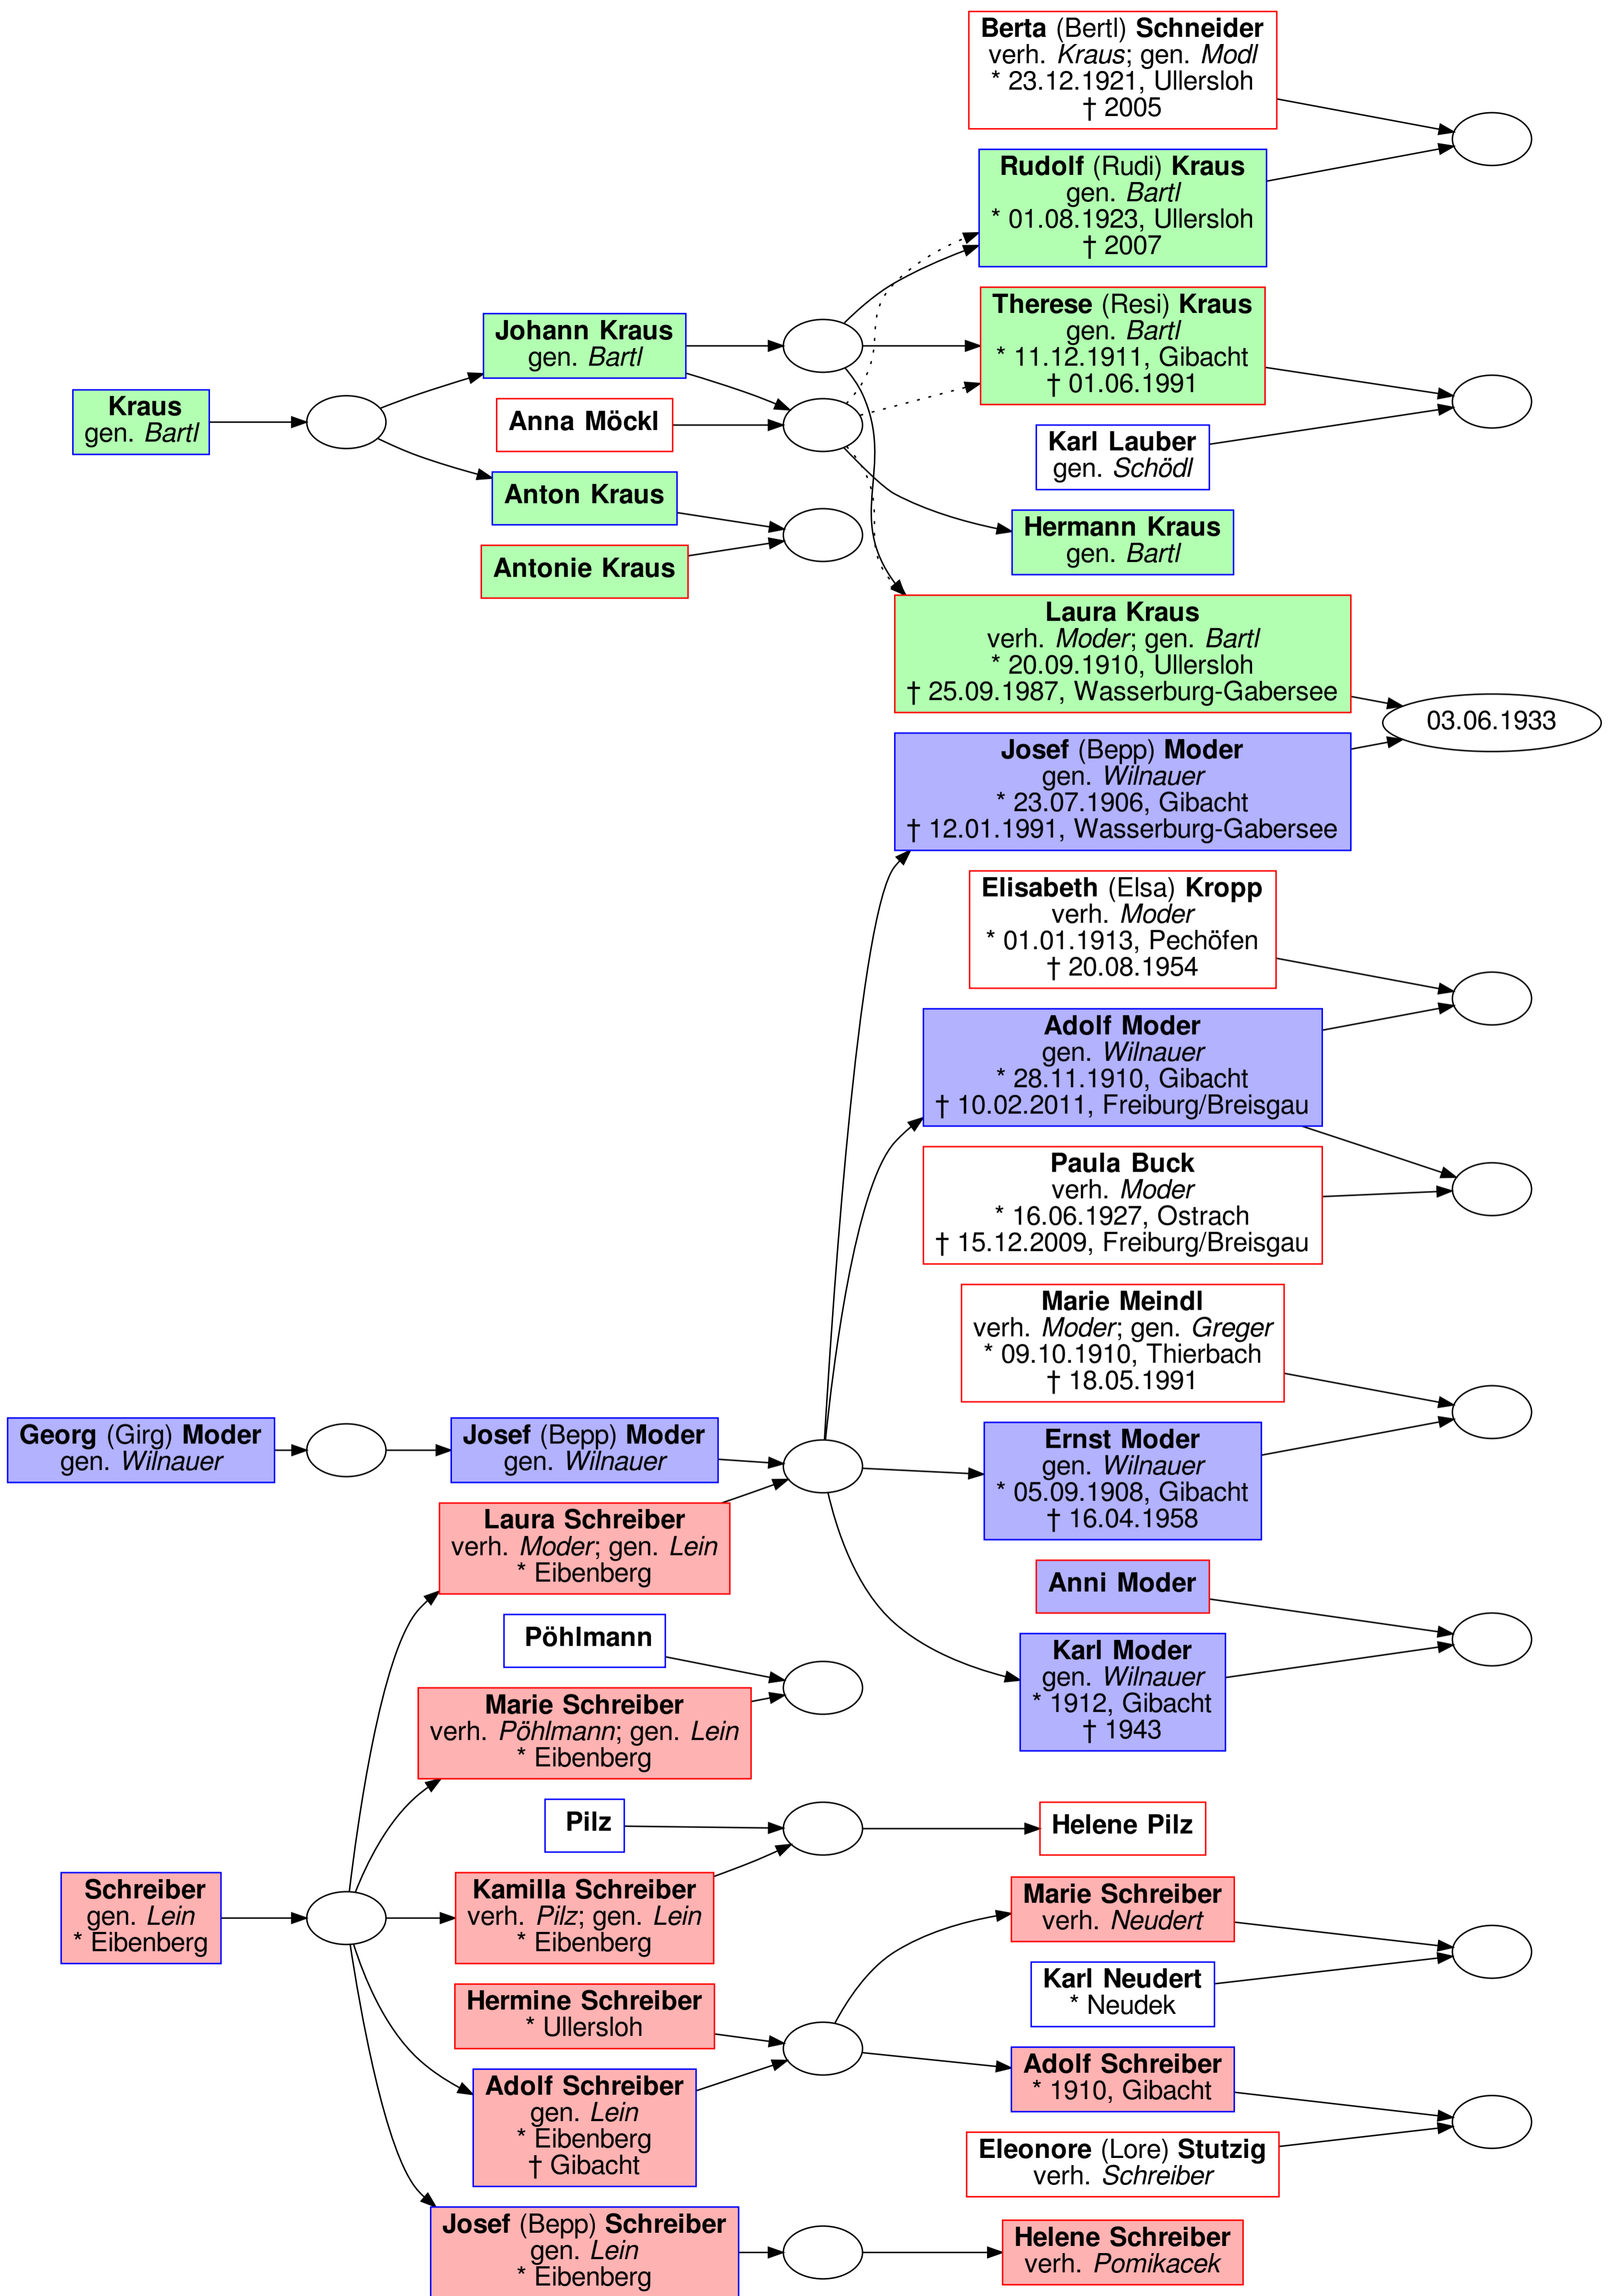 Berta (Bertl) Schneider
verh. Kraus; gen. Modl
* 23.12.1921, Ullersloh
† 2005
Rudolf (Rudi) Kraus
gen. Bartl
* 01.08.1923, Ullersloh
† 2007
Therese (Resi) Kraus
gen. Bartl
* 11.12.1911, Gibacht
† 01.06.1991
Johann Kraus
gen. Bartl
Kraus
gen. Bartl
Anna Möckl
Karl Lauber
gen. Schödl
Anton Kraus
Hermann Kraus
gen. Bartl
Antonie Kraus
Laura Kraus
verh. Moder; gen. Bartl
* 20.09.1910, Ullersloh
† 25.09.1987, Wasserburg-Gabersee
03.06.1933
Josef (Bepp) Moder
gen. Wilnauer
* 23.07.1906, Gibacht
† 12.01.1991, Wasserburg-Gabersee
Elisabeth (Elsa) Kropp
verh. Moder
* 01.01.1913, Pechöfen
† 20.08.1954
Adolf Moder
gen. Wilnauer
* 28.11.1910, Gibacht
† 10.02.2011, Freiburg/Breisgau
Paula Buck
verh. Moder
* 16.06.1927, Ostrach
† 15.12.2009, Freiburg/Breisgau
Marie Meindl
verh. Moder; gen. Greger
* 09.10.1910, Thierbach
† 18.05.1991
Georg (Girg) Moder
gen. Wilnauer
Josef (Bepp) Moder
gen. Wilnauer
Ernst Moder
gen. Wilnauer
* 05.09.1908, Gibacht
† 16.04.1958
Laura Schreiber
verh. Moder; gen. Lein
* Eibenberg
Anni Moder
Pöhlmann
Karl Moder
gen. Wilnauer
* 1912, Gibacht
† 1943
Marie Schreiber
verh. Pöhlmann; gen. Lein
* Eibenberg
Pilz
Helene Pilz
Schreiber
gen. Lein
* Eibenberg
Kamilla Schreiber
verh. Pilz; gen. Lein
* Eibenberg
Marie Schreiber
verh. Neudert
Karl Neudert
* Neudek
Hermine Schreiber
* Ullersloh
Adolf Schreiber
* 1910, Gibacht
Adolf Schreiber
gen. Lein
* Eibenberg
† Gibacht
Eleonore (Lore) Stutzig
verh. Schreiber
Josef (Bepp) Schreiber
gen. Lein
* Eibenberg
Helene Schreiber
verh. Pomikacek